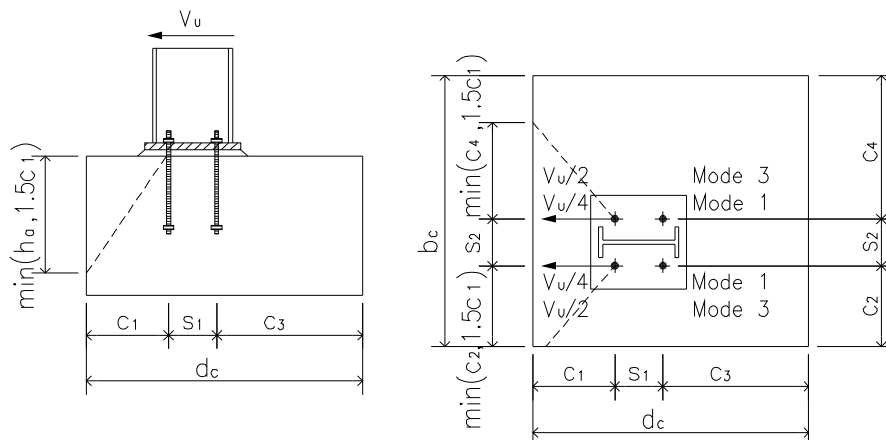 Vu
min(ha,1.5c1)
c1 s1 c3
dc
min(c4,1.5c1)
bc
s2
min(c2,1.5c1)
Vu/2 Mode 3
Vu/4 Mode 1
Vu/4 Mode 1
Vu/2 Mode 3
c4
s2
c2
c1 s1 c3
dc